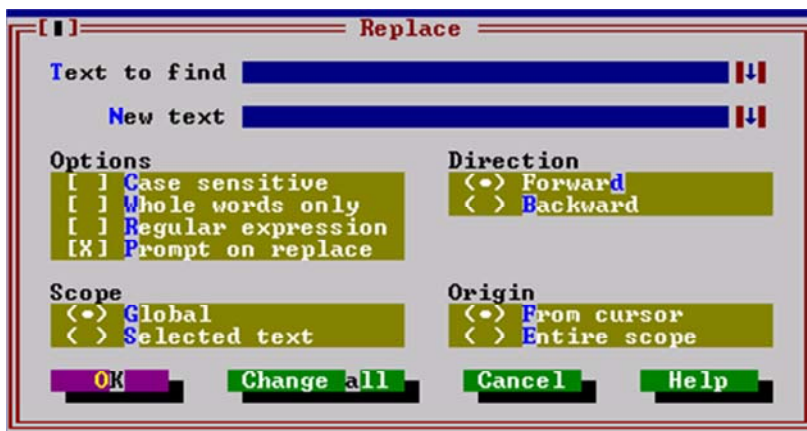 [▮] Replace
Text to find ↓
New text ↓
Options
[ ] Case sensitive
[ ] Whole words only
[ ] Regular expression
[X] Prompt on replace
Direction
(•) Forward
( ) Backward
Scope
(•) Global
( ) Selected text
Origin
(•) From cursor
( ) Entire scope
OK Change all Cancel Help